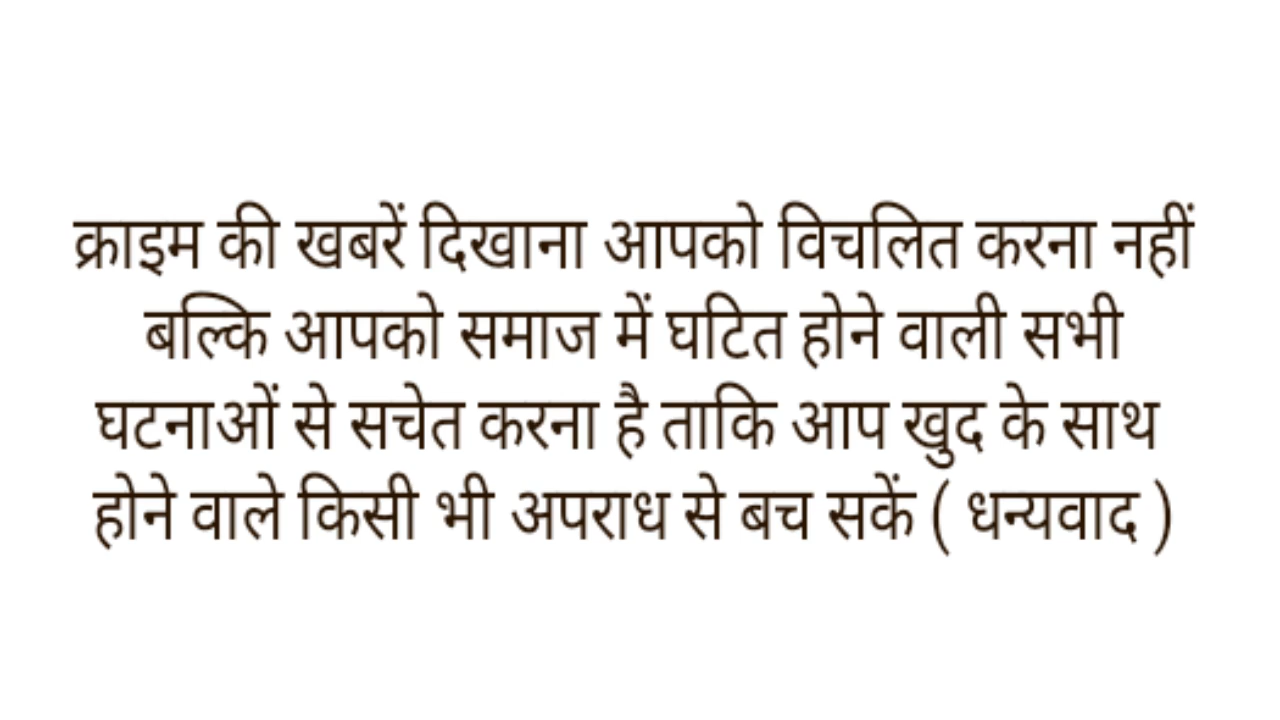 क्राइम की खबरें दिखाना आपको विचलित करना नहीं
बल्कि आपको समाज में घटित होने वाली सभी
घटनाओं से सचेत करना है ताकि आप खुद के साथ
होने वाले किसी भी अपराध से बच सकें ( धन्यवाद )